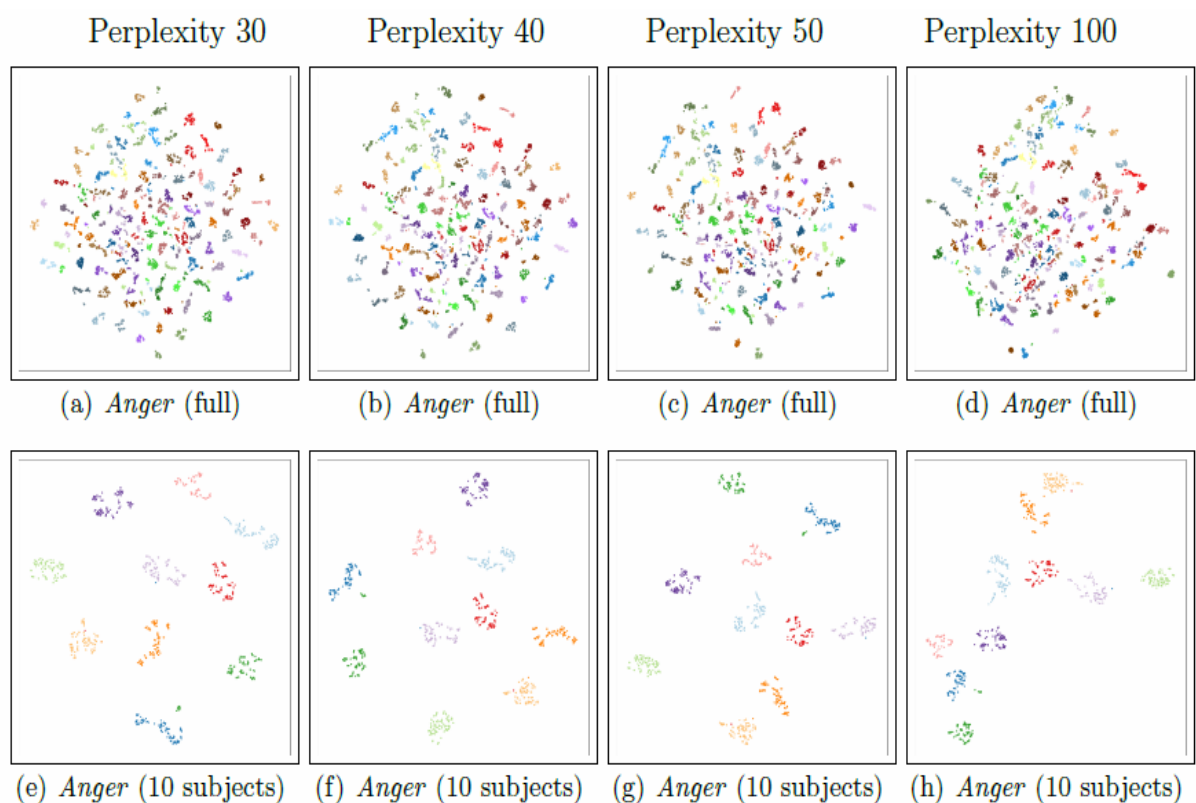 Perplexity 30 Perplexity 40 Perplexity 50 Perplexity 100
(a) Anger (full) (b) Anger (full) (c) Anger (full) (d) Anger (full)
(e) Anger (10 subjects) (f) Anger (10 subjects) (g) Anger (10 subjects) (h) Anger (10 subjects)